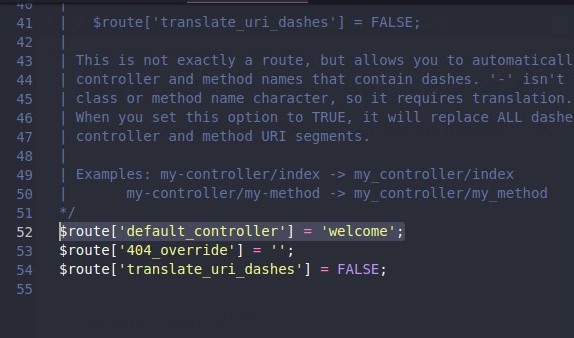 40 |
41 | $route['translate_uri_dashes'] = FALSE;
42 |
43 | This is not exactly a route, but allows you to automaticall
44 | controller and method names that contain dashes. '-' isn't
45 | class or method name character, so it requires translation.
46 | When you set this option to TRUE, it will replace ALL dashe
47 | controller and method URI segments.
48 |
49 | Examples: my-controller/index -> my_controller/index
50 | my-controller/my-method -> my_controller/my_method
51 */
52 $route['default_controller'] = 'welcome';
53 $route['404_override'] = '';
54 $route['translate_uri_dashes'] = FALSE;
55